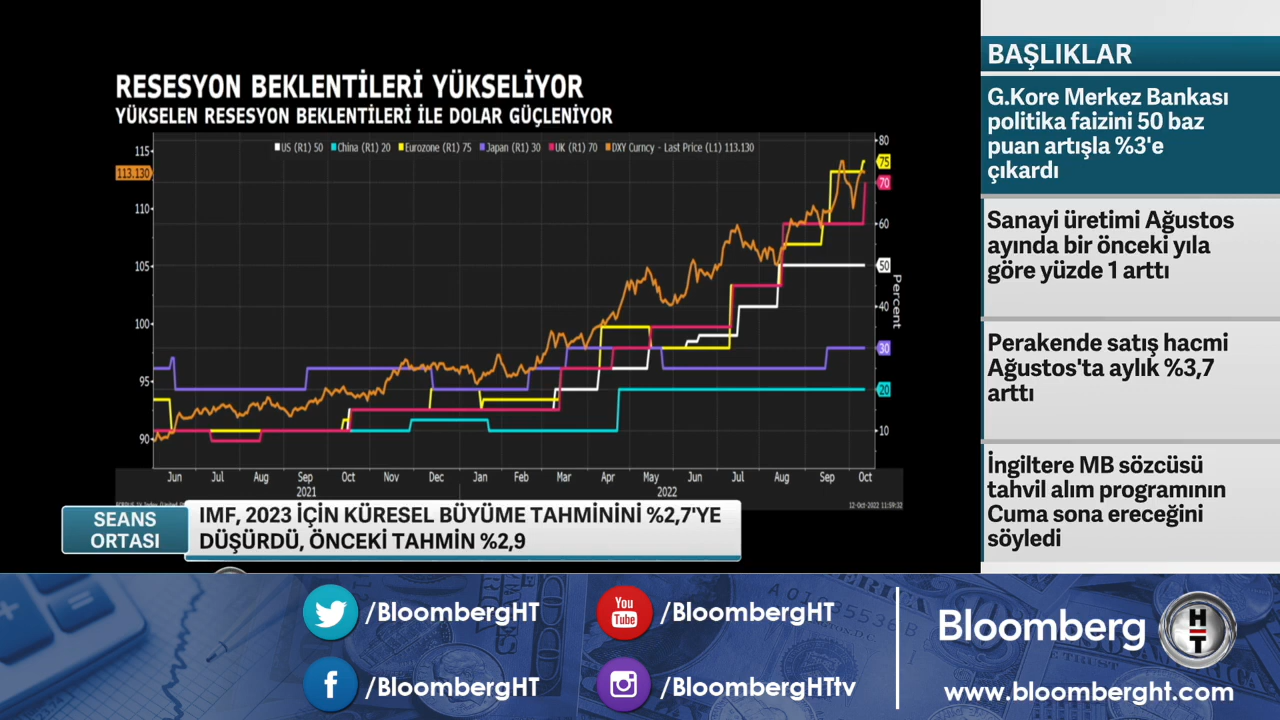 RESESYON BEKLENTİLERİ YÜKSELİYOR
YÜKSELEN RESESYON BEKLENTİLERİ İLE DOLAR GÜÇLENİYOR
US (R1) 50 China (R1) 20 Eurozone (R1) 75 Japan (R1) 30 UK (R1) 70 DXY Curncy - Last Price (L1) 113.130
115
113.130
110
105
100
95
90
80
75
70
60
50
40
30
20
10
Percent
Jun Jul Aug Sep Oct Nov Dec Jan Feb Mar Apr May Jun Jul Aug Sep Oct
2021 2022
12-Oct-2022 11:59:32
SEANS
ORTASI
IMF, 2023 İÇİN KÜRESEL BÜYÜME TAHMİNİNİ %2,7'YE
DÜŞÜRDÜ, ÖNCEKİ TAHMİN %2,9
BAŞLIKLAR
G.Kore Merkez Bankası
politika faizini 50 baz
puan artışla %3'e
çıkardı
Sanayi üretimi Ağustos
ayında bir önceki yıla
göre yüzde 1 arttı
Perakende satış hacmi
Ağustos'ta aylık %3,7
arttı
İngiltere MB sözcüsü
tahvil alım programının
Cuma sona ereceğini
söyledi
/BloombergHT
You
Tube
/BloombergHT
/BloombergHT
/BloombergHTtv
Bloomberg
HT
www.bloomberght.com